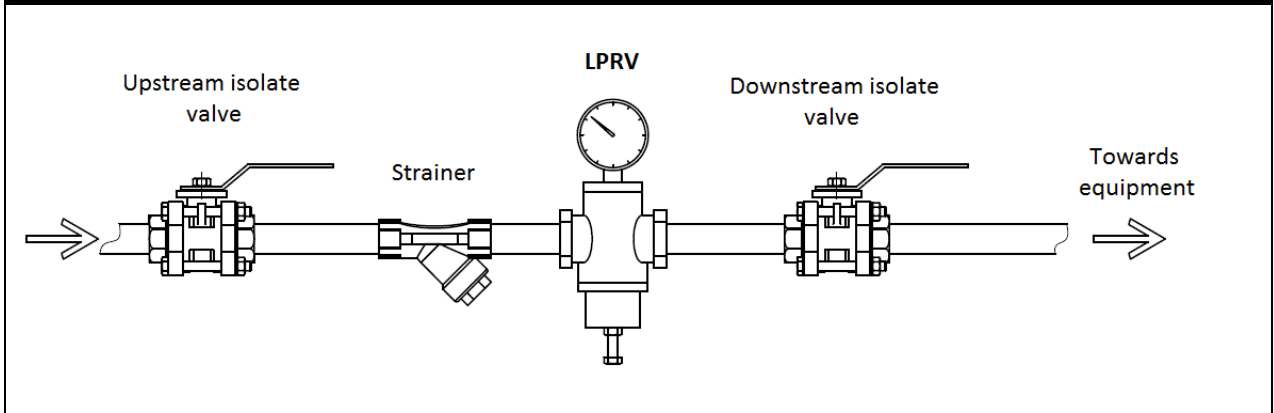 LPRV
Upstream isolate
valve
Downstream isolate
valve
Strainer
Towards
equipment